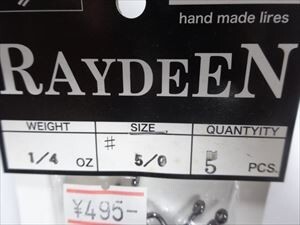 hand made lires
RAYDEEN
WEIGHT SIZE QUANTYITY
1/4 OZ # 5/0 5 PCS.
¥495-